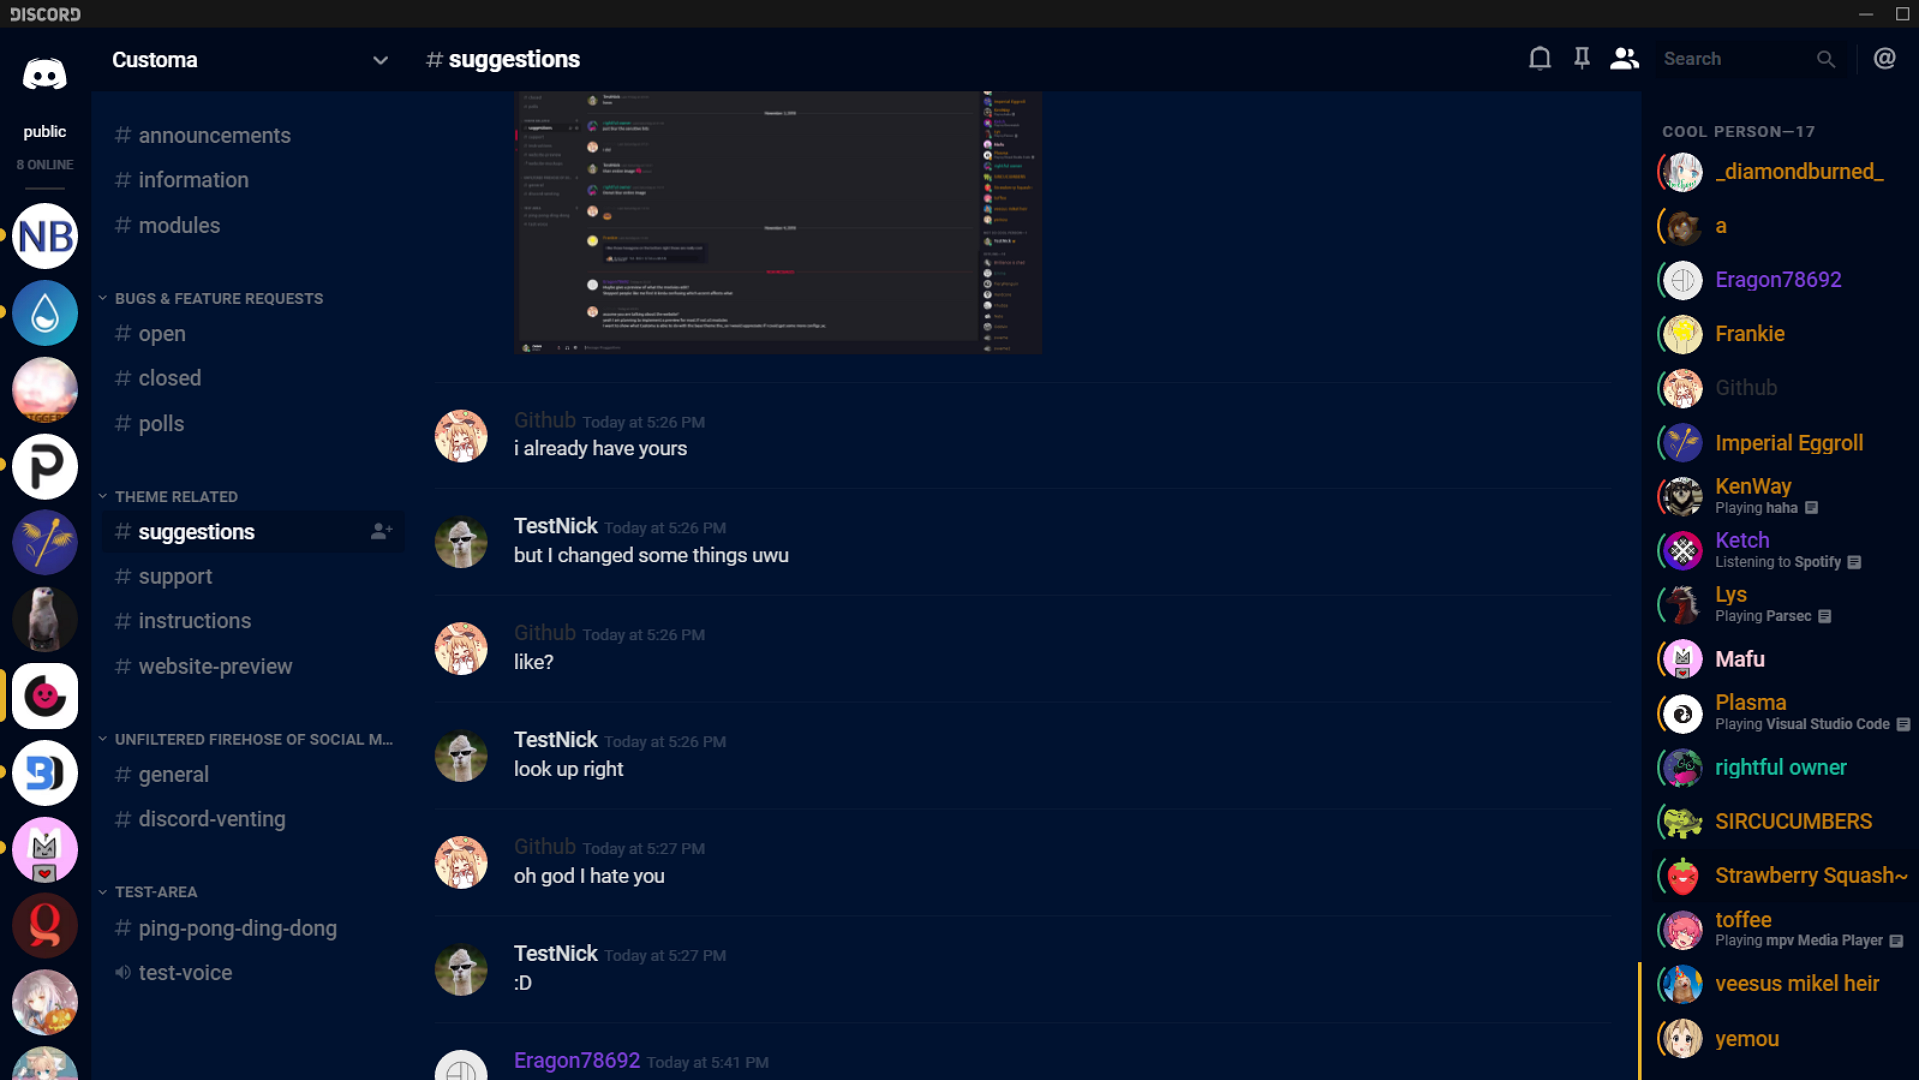 DISCORD
public
8 ONLINE
NB
Customa
# announcements
# information
# modules
BUGS & FEATURE REQUESTS
# open
# closed
# polls
THEME RELATED
# suggestions
# support
# instructions
# website-preview
UNFILTERED FIREHOSE OF SOCIAL M...
# general
# discord-venting
TEST-AREA
# ping-pong-ding-dong
test-voice
# suggestions
Github Today at 5:26 PM
i already have yours
TestNick Today at 5:26 PM
but I changed some things uwu
Github Today at 5:26 PM
like?
TestNick Today at 5:26 PM
look up right
Github Today at 5:27 PM
oh god I hate you
TestNick Today at 5:27 PM
:D
Eragon78692 Today at 5:41 PM
Search
@
COOL PERSON—17
_diamondburned_
a
Eragon78692
Frankie
Github
Imperial Eggroll
KenWay
Playing haha
Ketch
Listening to Spotify
Lys
Playing Parsec
Mafu
Plasma
Playing Visual Studio Code
rightful owner
SIRCUCUMBERS
Strawberry Squash~
toffee
Playing mpv Media Player
veesus mikel heir
yemou